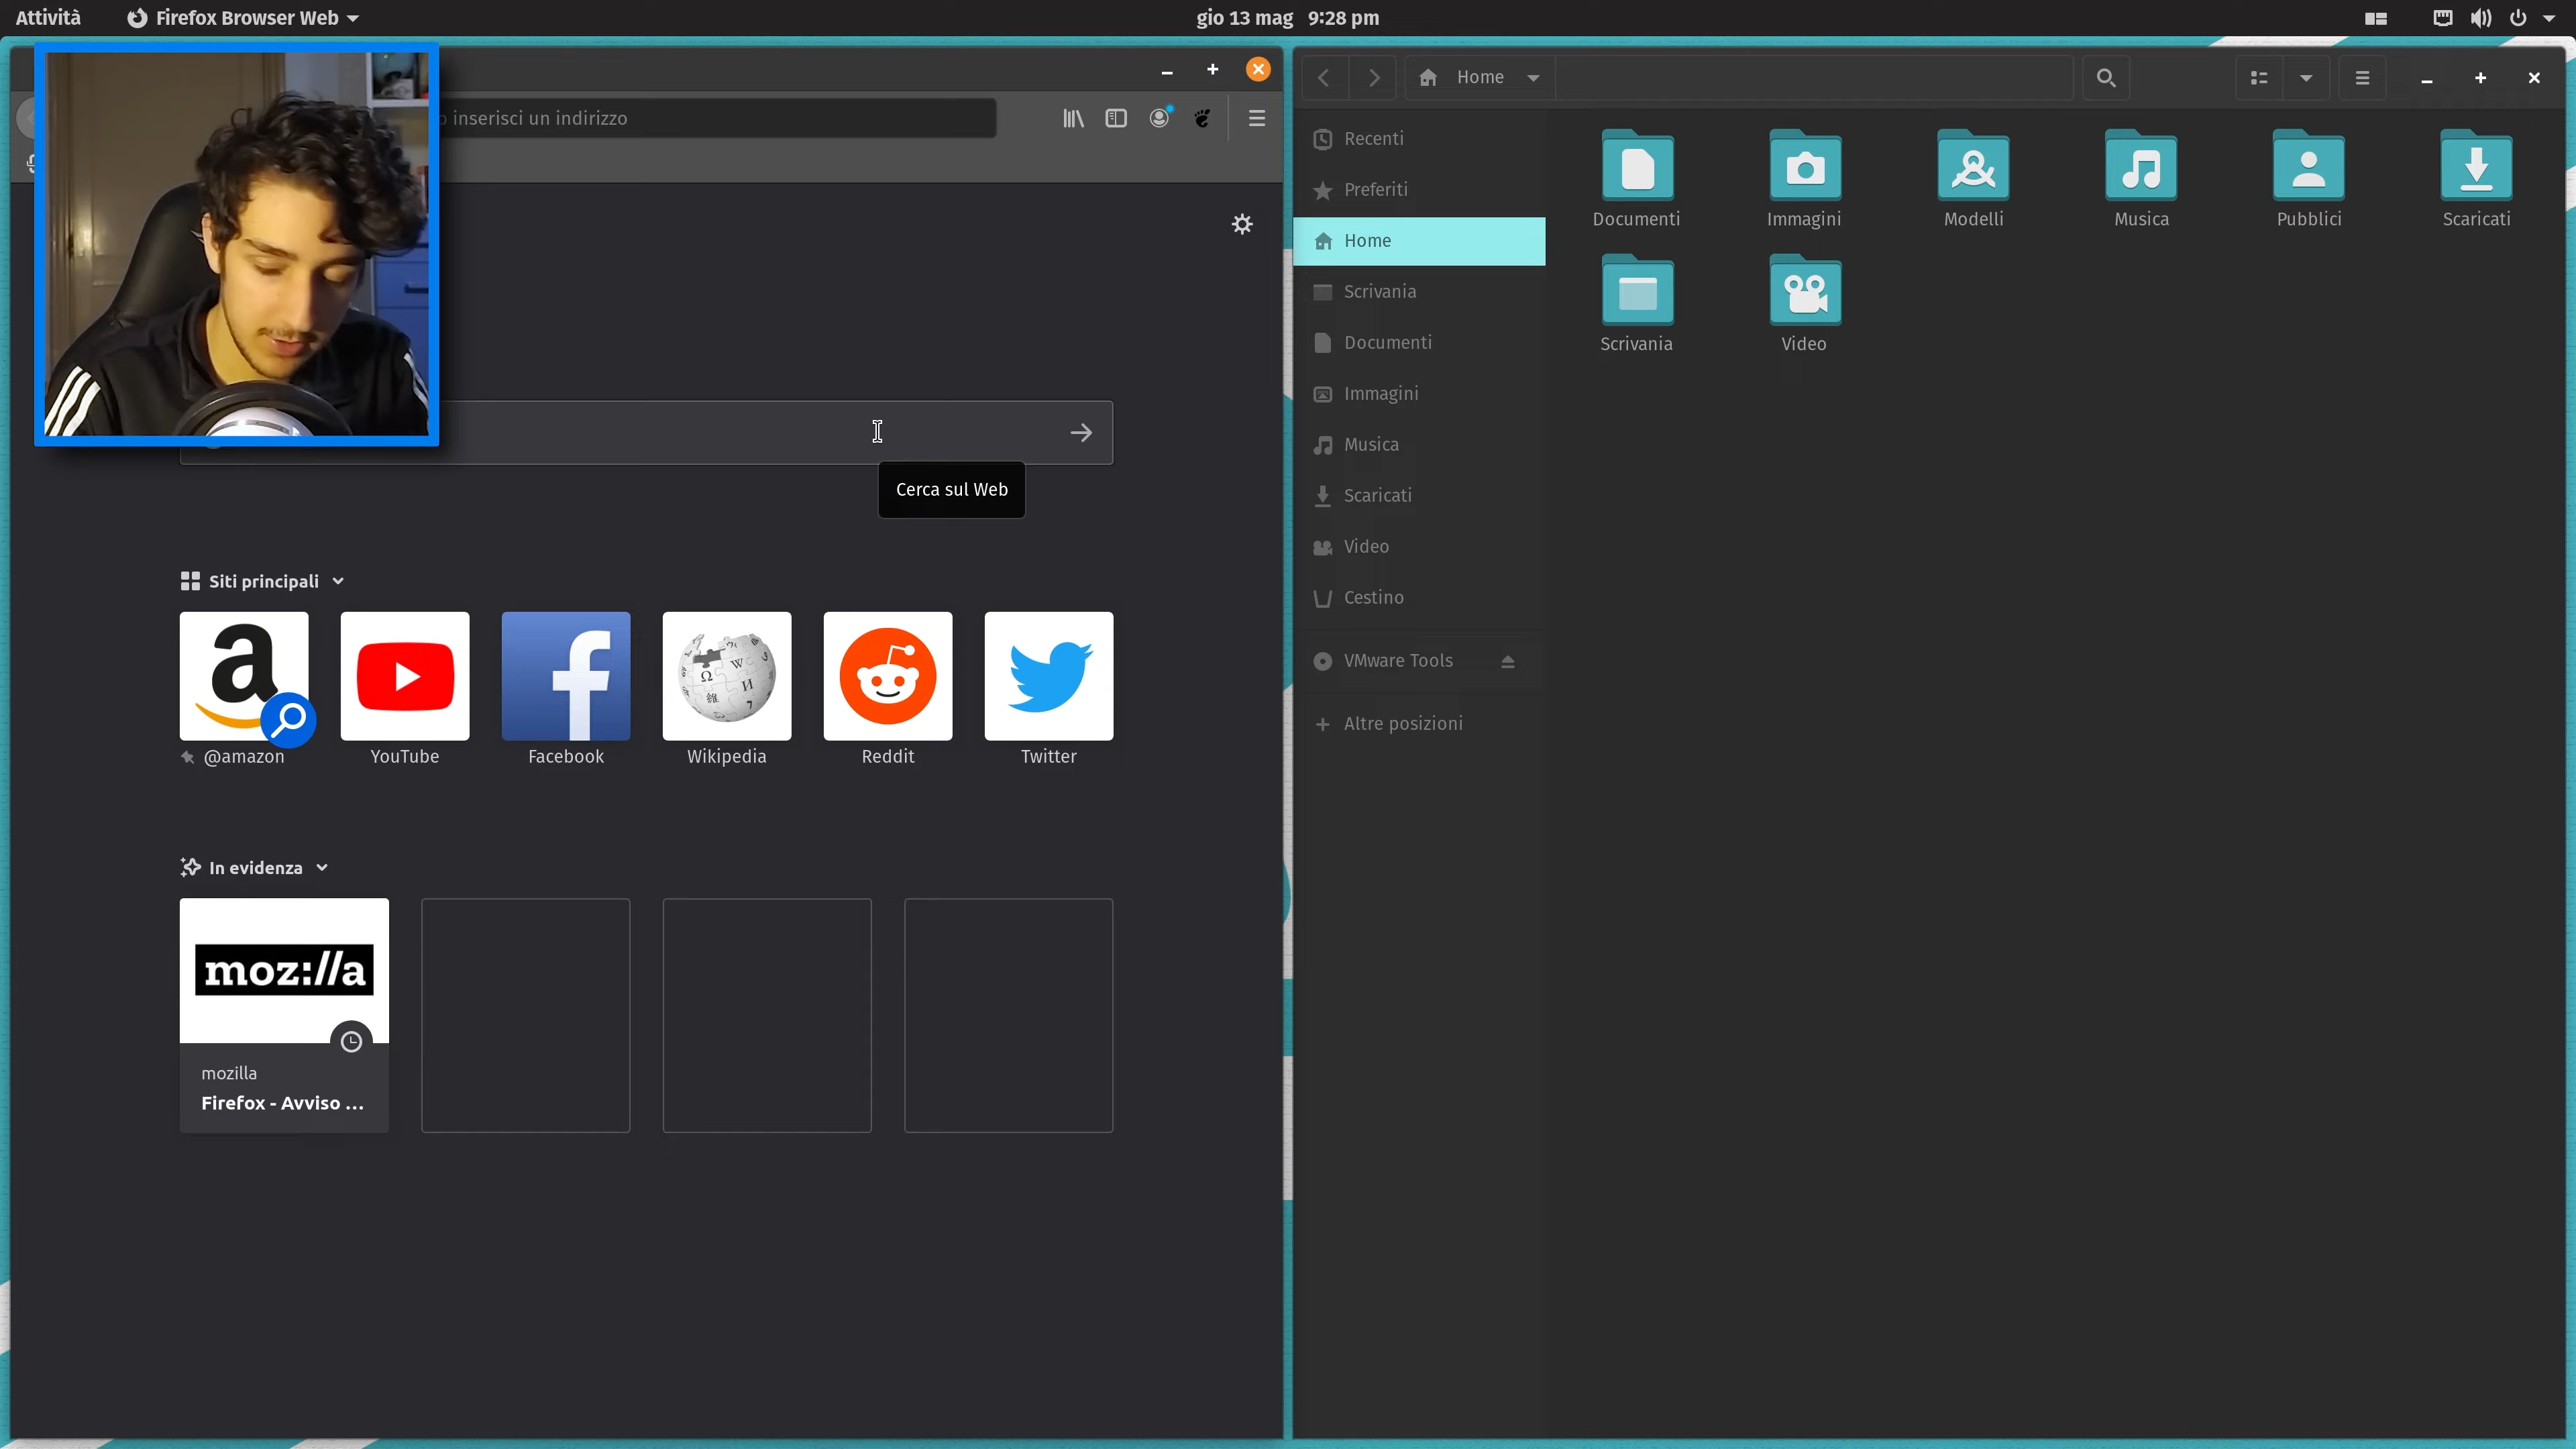 Attività
Firefox Browser Web
gio 13 mag 9:28 pm
inserisci un indirizzo
Cerca sul Web
Siti principali
@amazon
YouTube
Facebook
Wikipedia
Reddit
Twitter
In evidenza
moz://a
mozilla
Firefox - Avviso ...
Home
Recenti
Preferiti
Home
Scrivania
Documenti
Immagini
Musica
Scaricati
Video
Cestino
VMware Tools
Altre posizioni
Documenti
Immagini
Modelli
Musica
Pubblici
Scaricati
Scrivania
Video